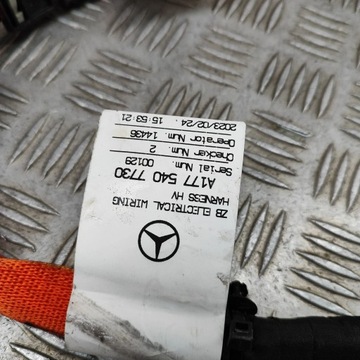 ZB ELECTRICAL WIRING
HARNESS HV
A177 540 7730
Serial Num. 00129
Checker Num. 2
Operator Num. 14436
2023/02/24. 15:53:21